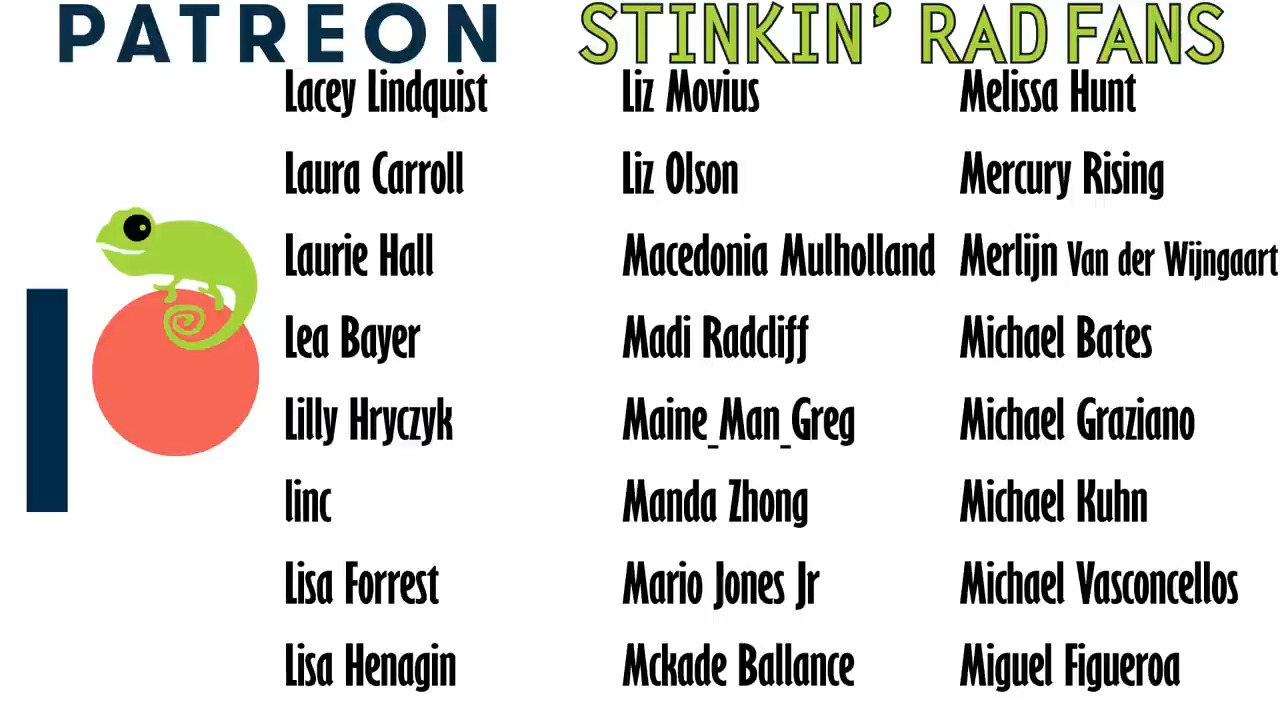 PATREON STINKIN' RAD FANS
Lacey Lindquist
Laura Carroll
Laurie Hall
Lea Bayer
Lilly Hryczyk
linc
Lisa Forrest
Lisa Henagin
Liz Movius
Liz Olson
Macedonia Mulholland
Madi Radcliff
Maine_Man_Greg
Manda Zhong
Mario Jones Jr
Mckade Ballance
Melissa Hunt
Mercury Rising
Merlijn Van der Wijngaart
Michael Bates
Michael Graziano
Michael Kuhn
Michael Vasconcellos
Miguel Figueroa